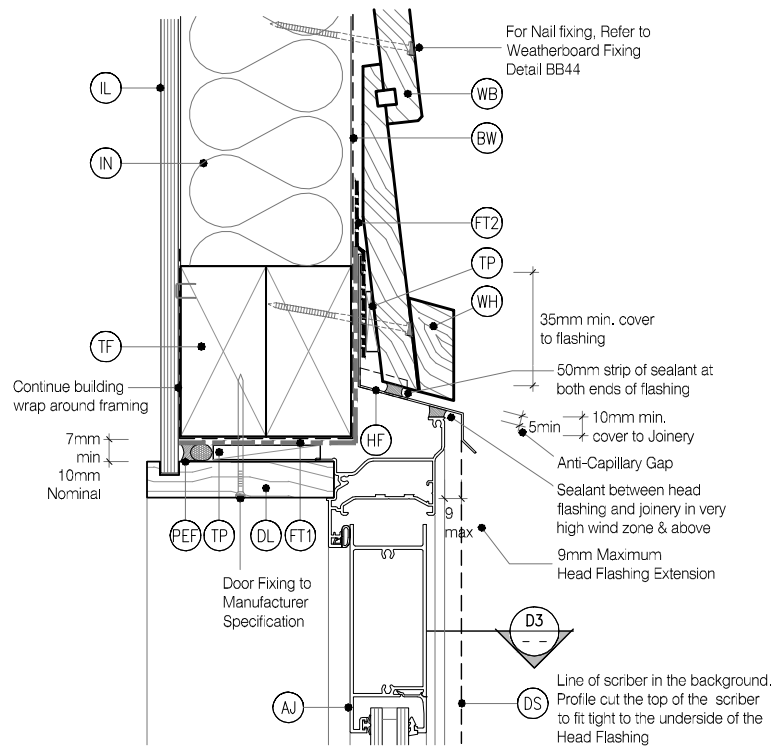 For Nail fixing, Refer to
Weatherboard Fixing
Detail BB44
IL
WB
BW
IN
FT2
TP
WH
35mm min. cover
to flashing
TF
50mm strip of sealant at
both ends of flashing
Continue building
wrap around framing
HF
5min
10mm min.
cover to Joinery
7mm
min
10mm
Nominal
Anti-Capillary Gap
Sealant between head
flashing and joinery in very
high wind zone & above
9
max
PEF
TP
DL
FT1
9mm Maximum
Head Flashing Extension
Door Fixing to
Manufacturer
Specification
D3
- -
AJ
DS
Line of scriber in the background.
Profile cut the top of the scriber
to fit tight to the underside of the
Head Flashing